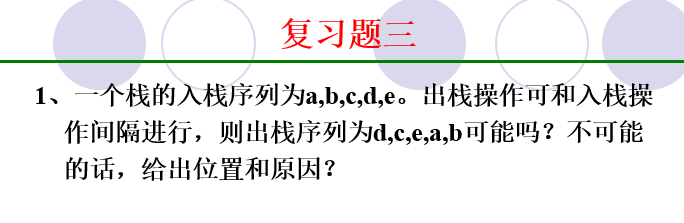 复习题三
1、一个栈的入栈序列为a,b,c,d,e。出栈操作可和入栈操
作间隔进行，则出栈序列为d,c,e,a,b可能吗？不可能
的话，给出位置和原因？